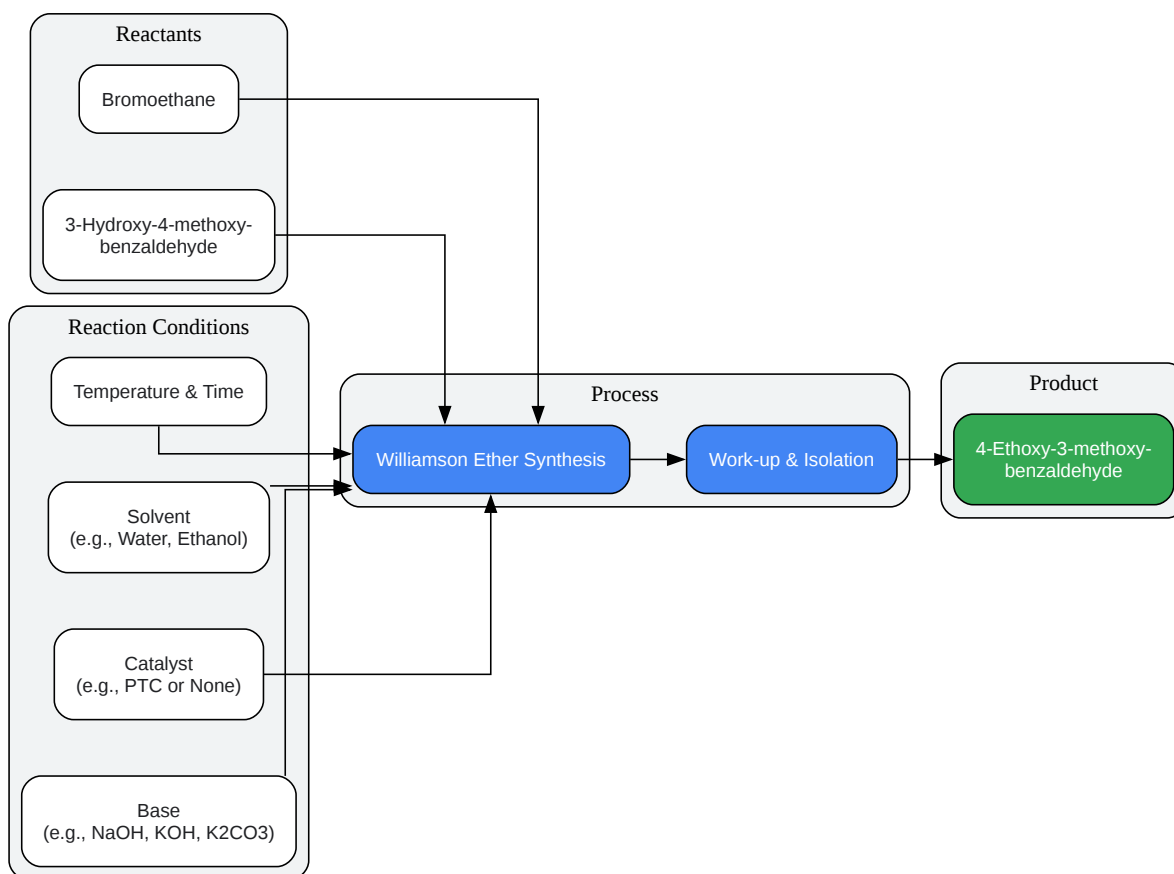 Reactants
Bromoethane
3-Hydroxy-4-methoxy-
benzaldehyde
Reaction Conditions
Temperature & Time
Solvent
(e.g., Water, Ethanol)
Catalyst
(e.g., PTC or None)
Base
(e.g., NaOH, KOH, K2CO3)
Process
Williamson Ether Synthesis
Work-up & Isolation
Product
4-Ethoxy-3-methoxy-
benzaldehyde